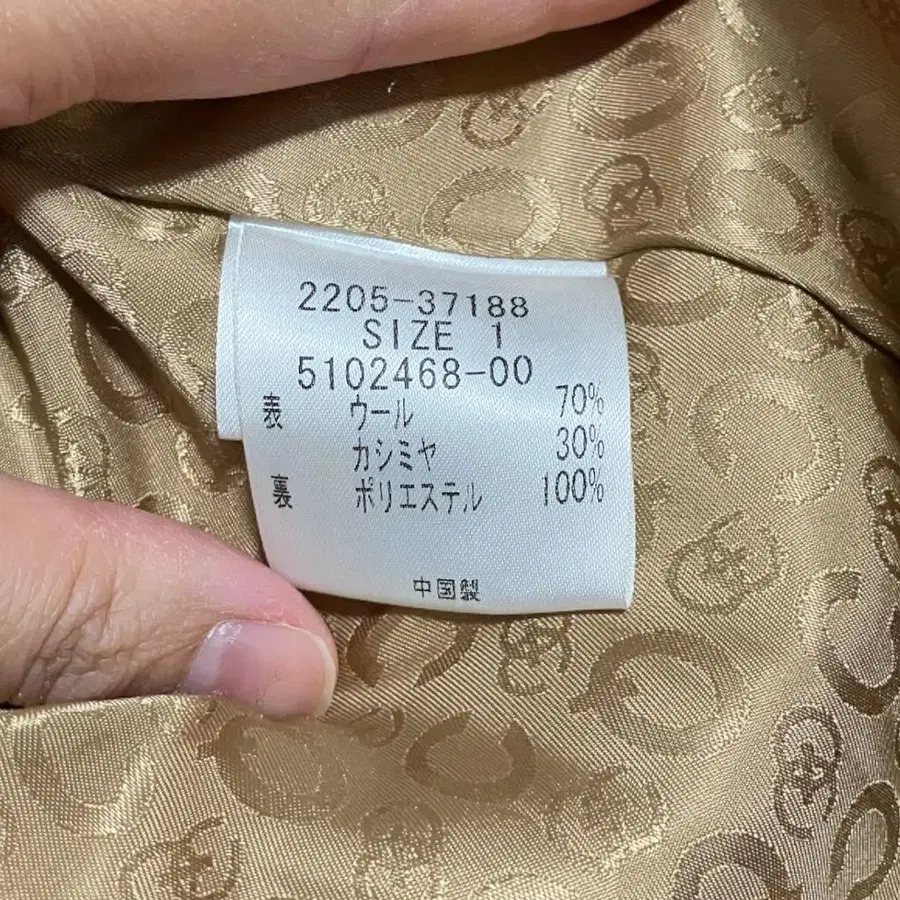 2205-37188
SIZE 1
5102468-00
表 ウール 70%
カシミヤ 30%
裏 ポリエステル 100%
中国製